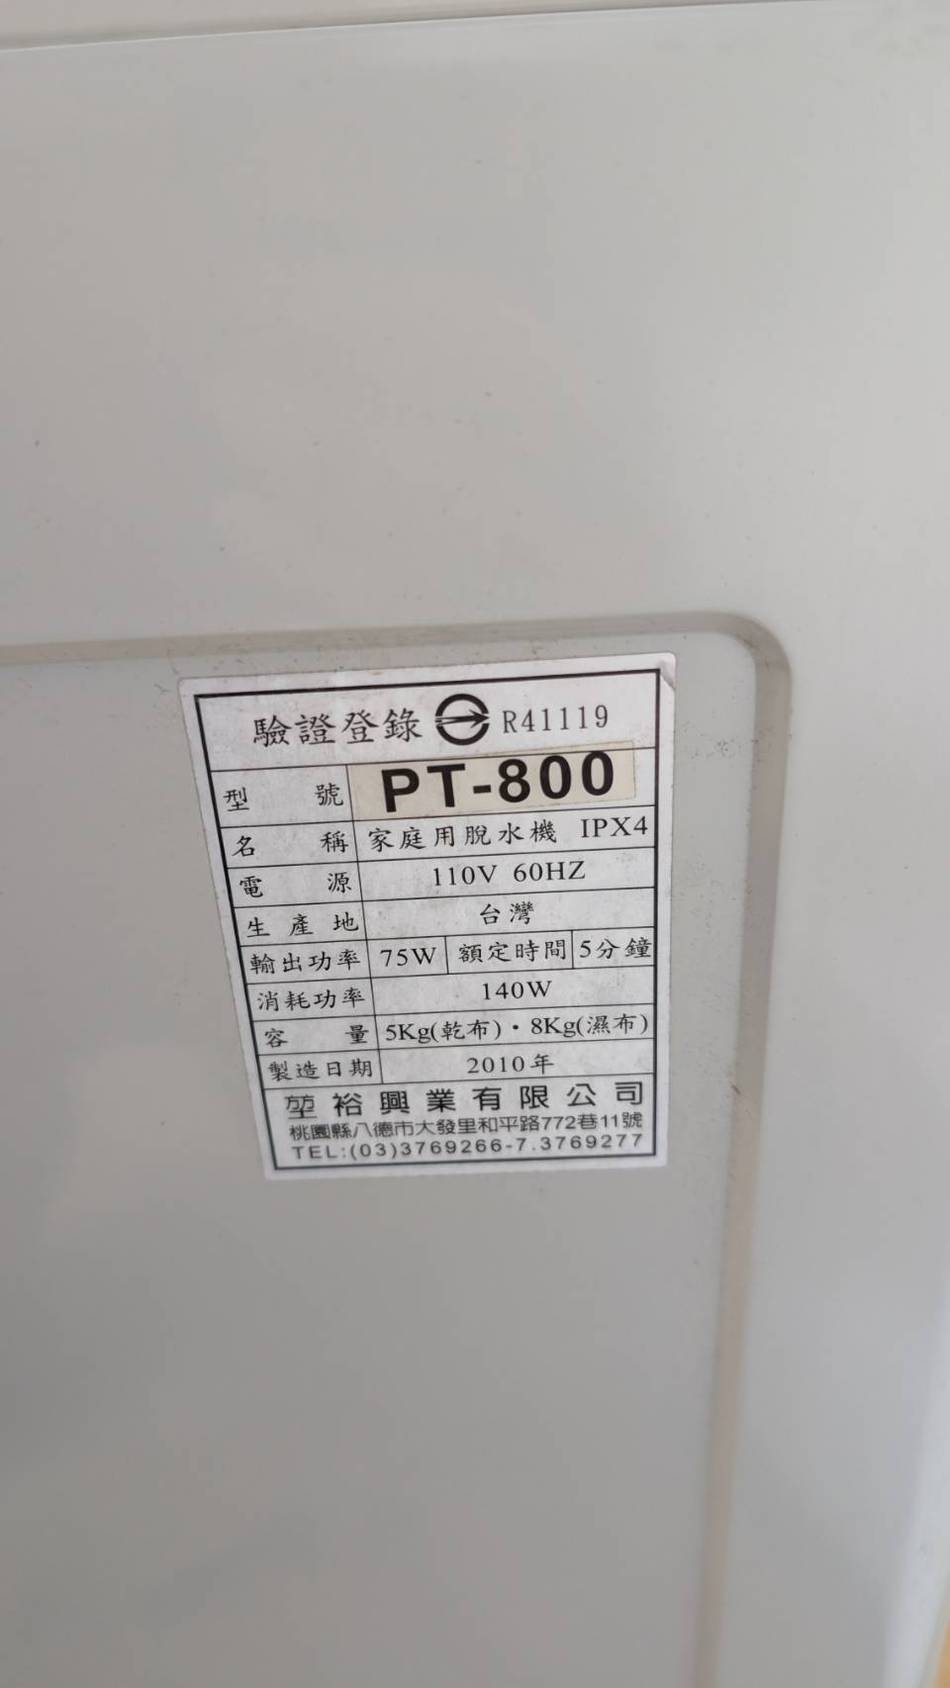 驗證登錄 R41119
型號 PT-800
名稱 家庭用脫水機 IPX4
電源 110V 60HZ
生產地 台灣
輸出功率 75W 額定時間 5分鐘
消耗功率 140W
容量 5Kg(乾布)・8Kg(濕布)
製造日期 2010年
堃裕興業有限公司
桃園縣八德市大發里和平路772巷11號
TEL:(03)3769266-7.3769277